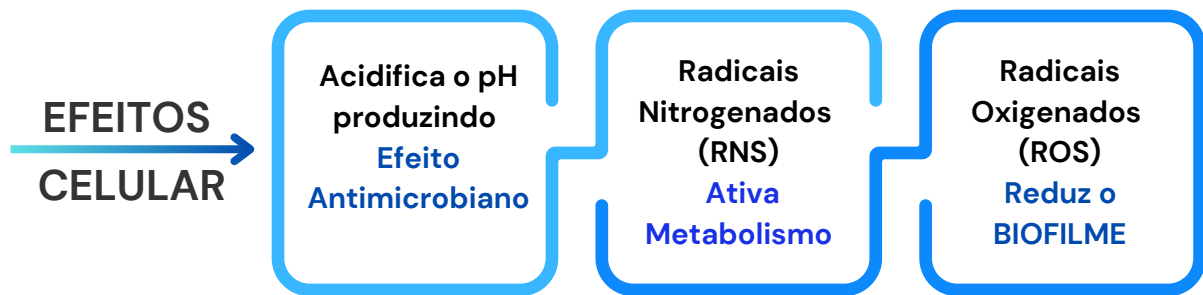 EFEITOS
CELULAR
Acidifica o pH
produzindo
Efeito
Antimicrobiano
Radicais
Nitrogenados
(RNS)
Ativa
Metabolismo
Radicais
Oxigenados
(ROS)
Reduz o
BIOFILME